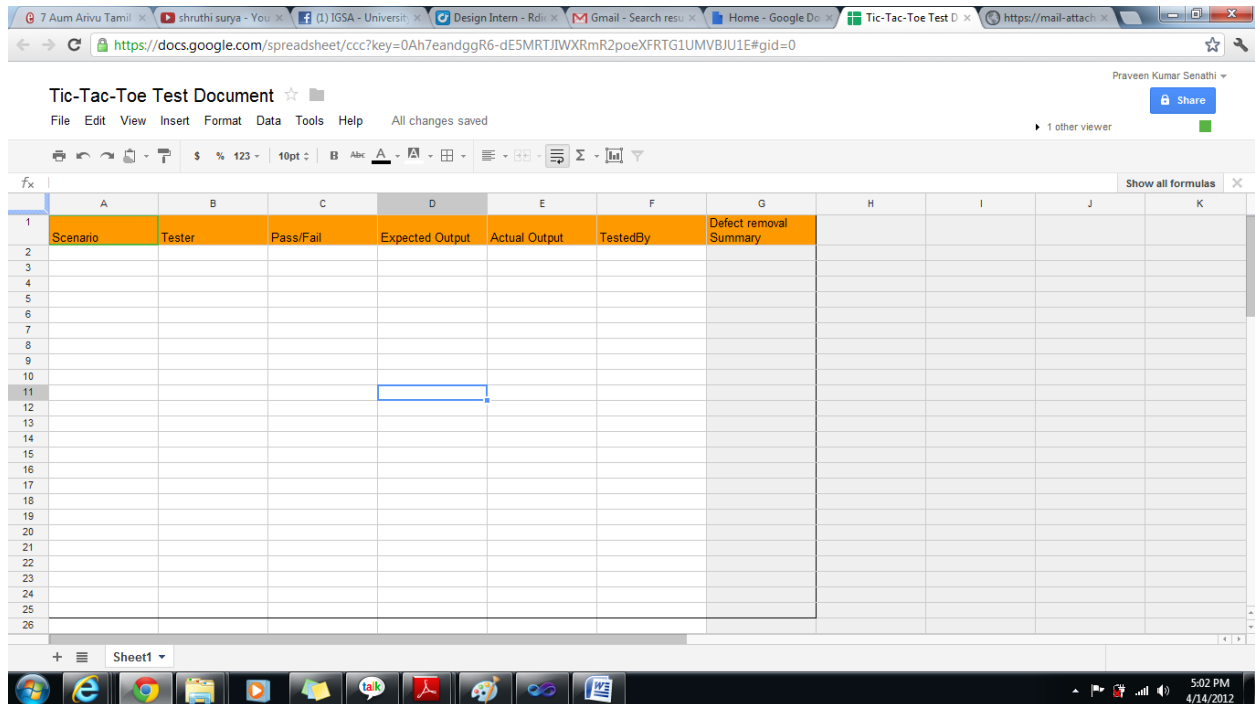 7 Aum Arivu Tamil
shruthi surya - You
(1) IGSA - Universit
Design Intern - Rdi
Gmail - Search resu
Home - Google Do
Tic-Tac-Toe Test D
https://mail-attach
https://docs.google.com/spreadsheet/ccc?key=0Ah7eandggR6-dE5MRTJIWXRmR2poeXFRTG1UMVBJU1E#gid=0
Praveen Kumar Senathi
Tic-Tac-Toe Test Document
Share
File Edit View Insert Format Data Tools Help All changes saved
1 other viewer
$ % 123 10pt B Abc A A Σ
fx Show all formulas
A B C D E F G H I J K
1 Scenario Tester Pass/Fail Expected Output Actual Output TestedBy Defect removal
Summary
2
3
4
5
6
7
8
9
10
11
12
13
14
15
16
17
18
19
20
21
22
23
24
25
26
+ Sheet1
talk
5:02 PM
4/14/2012